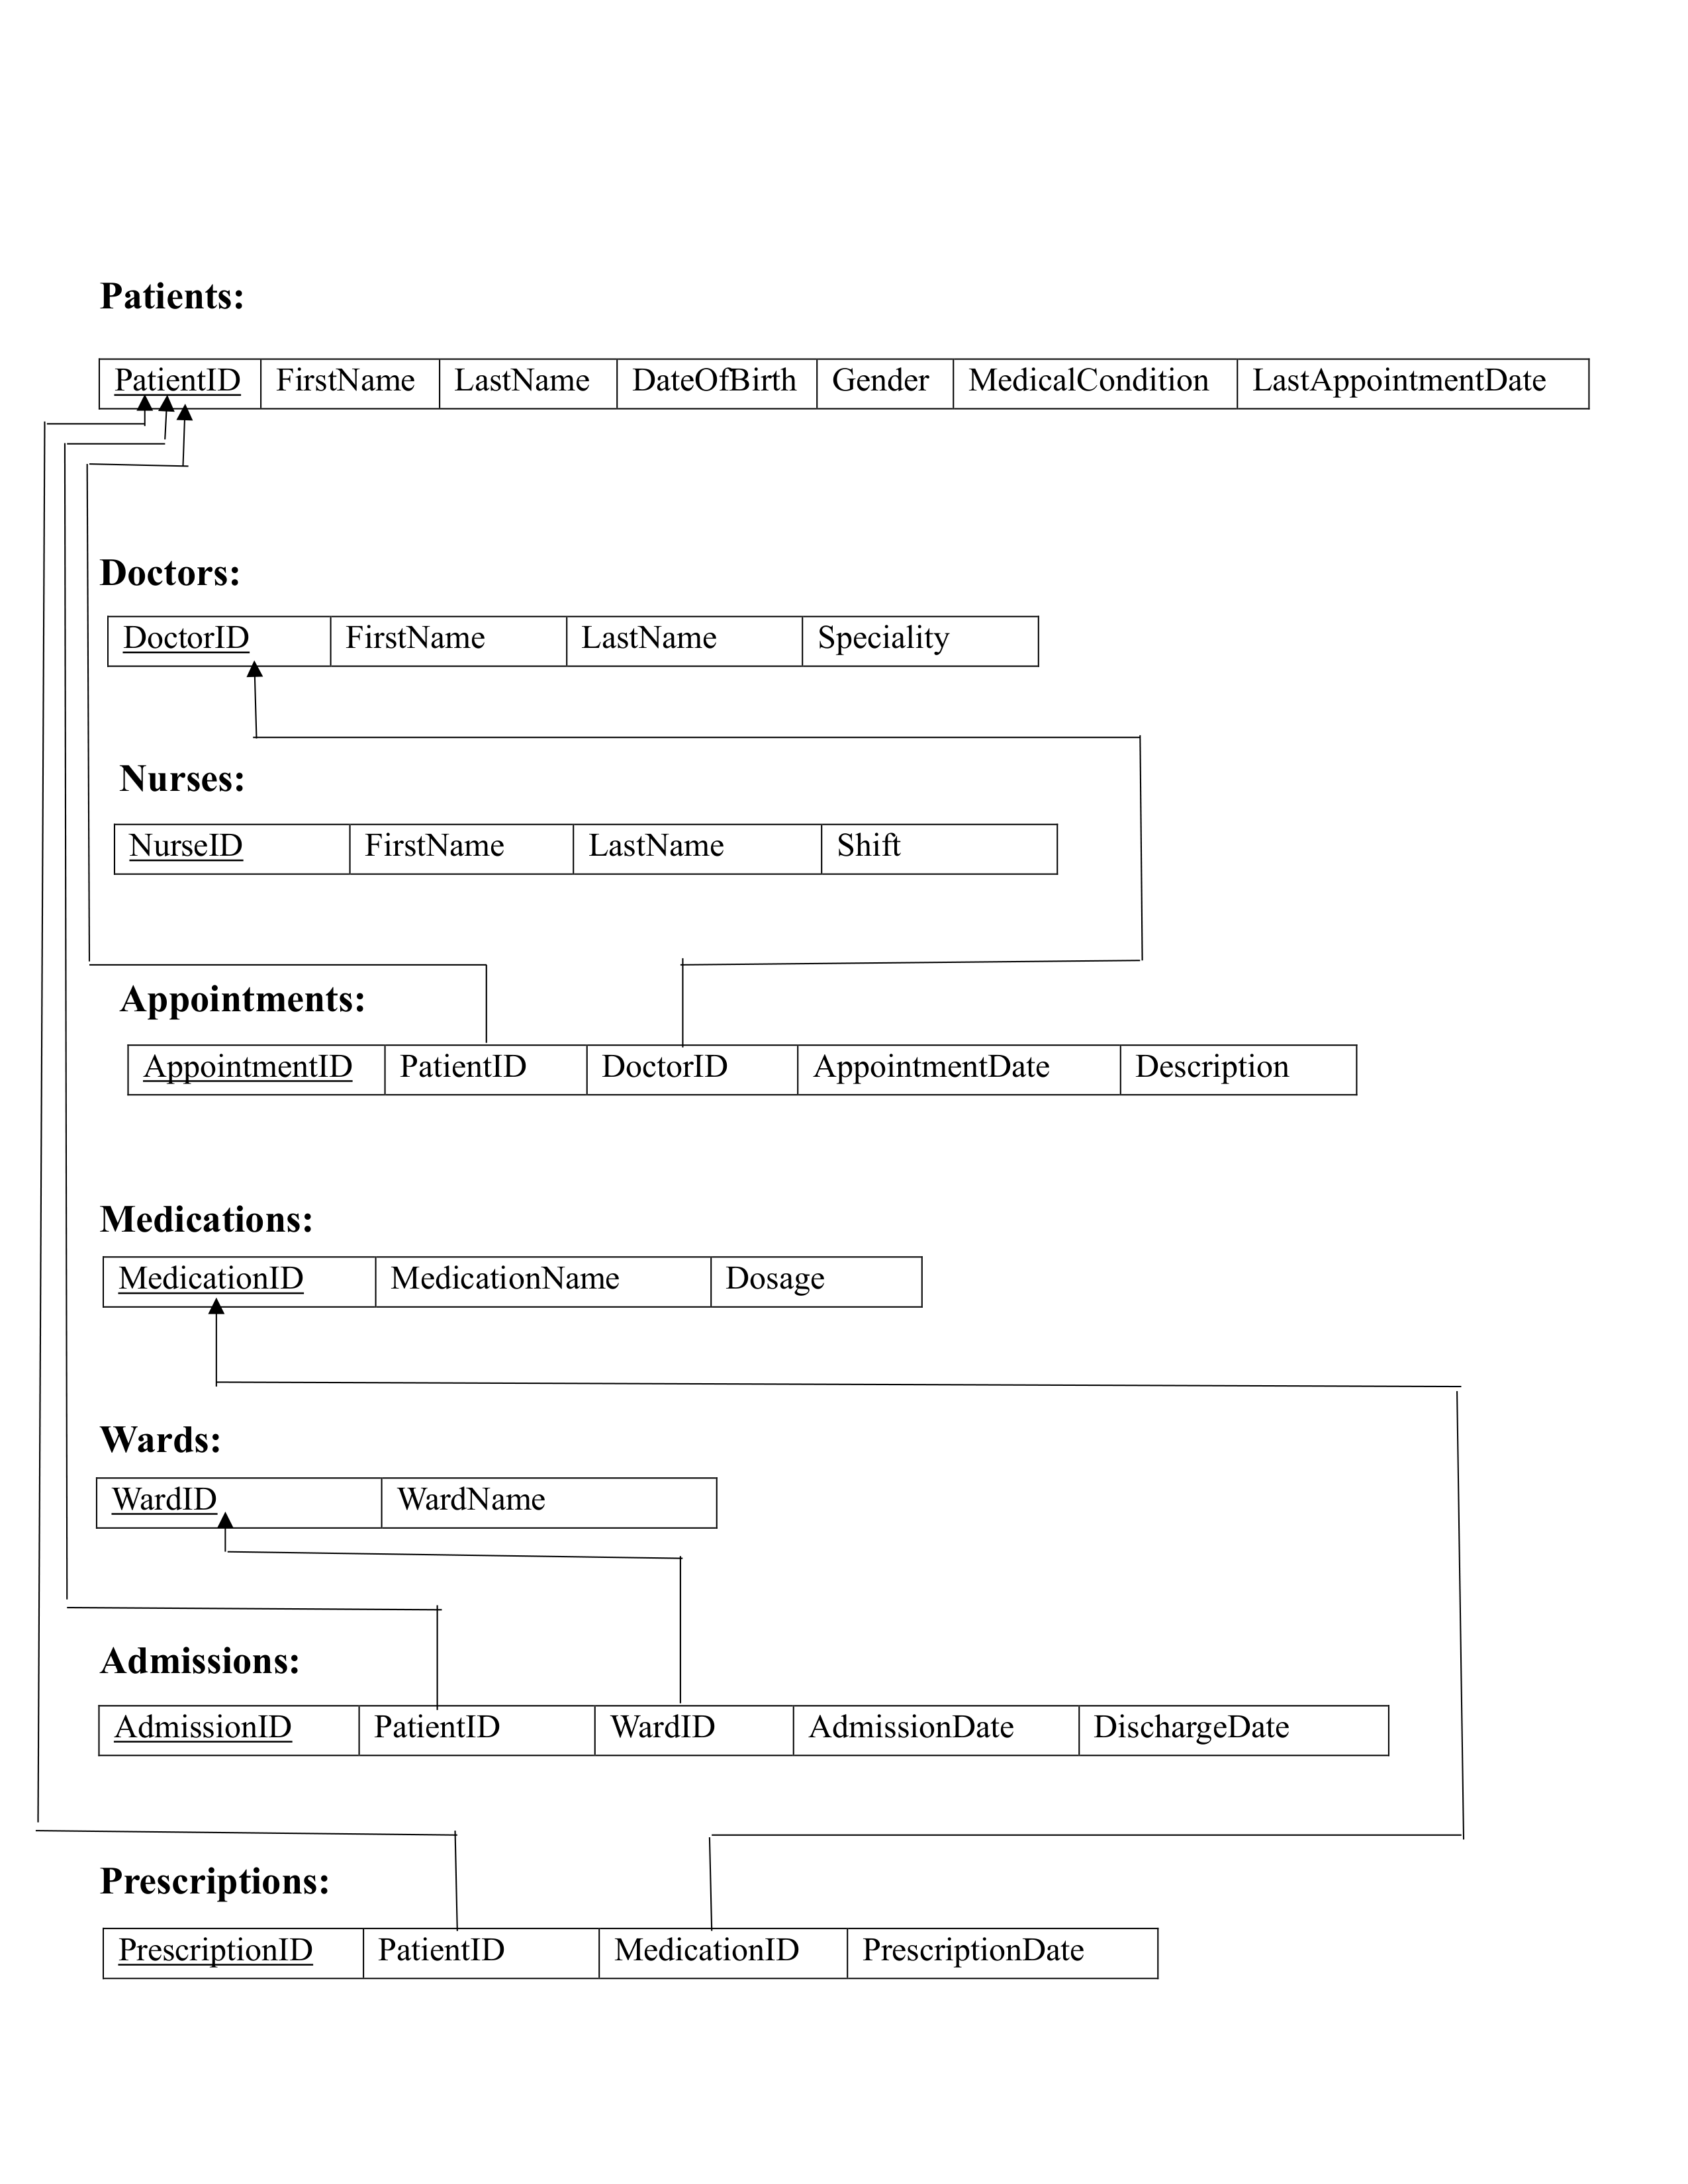 Patients:
PatientID FirstName LastName DateOfBirth Gender MedicalCondition LastAppointmentDate
Doctors:
DoctorID FirstName LastName Speciality
Nurses:
NurseID FirstName LastName Shift
Appointments:
AppointmentID PatientID DoctorID AppointmentDate Description
Medications:
MedicationID MedicationName Dosage
Wards:
WardID WardName
Admissions:
AdmissionID PatientID WardID AdmissionDate DischargeDate
Prescriptions:
PrescriptionID PatientID MedicationID PrescriptionDate